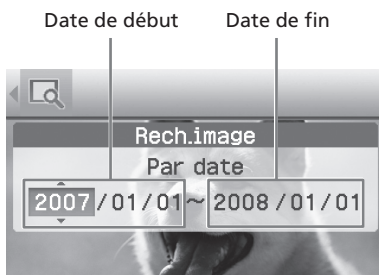 Date de début Date de fin
Rech.image
Par date
2007/01/01~2008/01/01